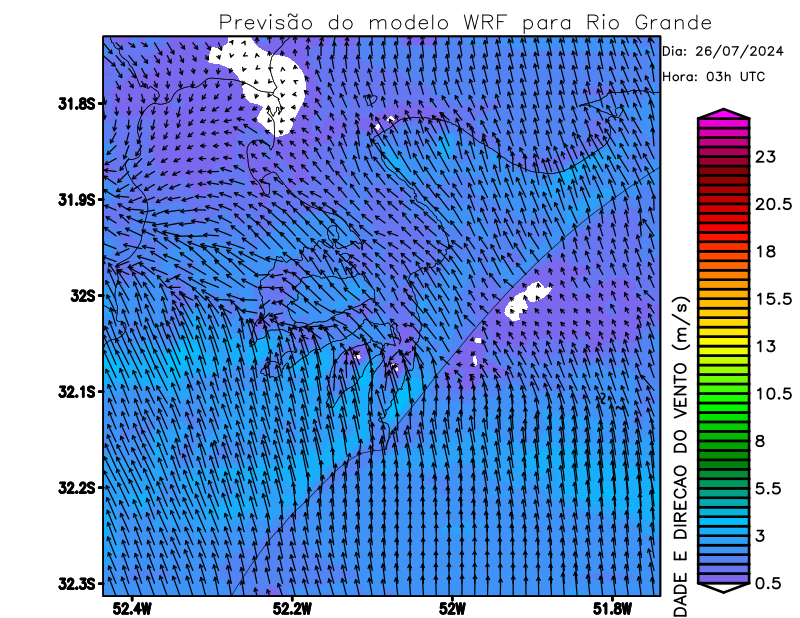 Previsão do modelo WRF para Rio Grande
Dia: 26/07/2024
Hora: 03h UTC
31.8S
31.9S
32S
32.1S
32.2S
32.3S
52.4W
52.2W
52W
51.8W
23
20.5
18
15.5
13
10.5
8
5.5
3
0.5
DADE E DIRECAO DO VENTO (m/s)